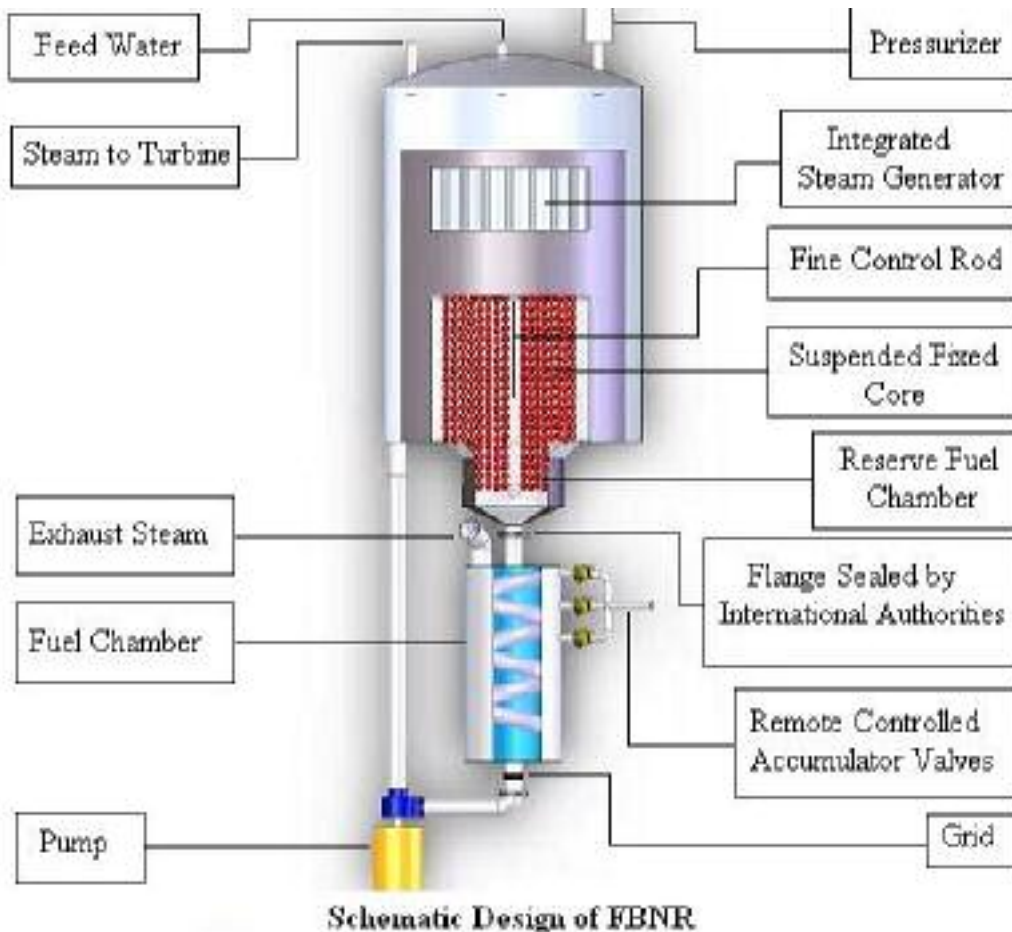 Feed Water
Pressurizer
Steam to Turbine
Integrated
Steam Generator
Fine Control Rod
Suspended Fixed
Core
Reserve Fuel
Chamber
Exhaust Steam
Flange Sealed by
International Authorities
Fuel Chamber
Remote Controlled
Accumulator Valves
Pump
Grid
Schematic Design of FBNR